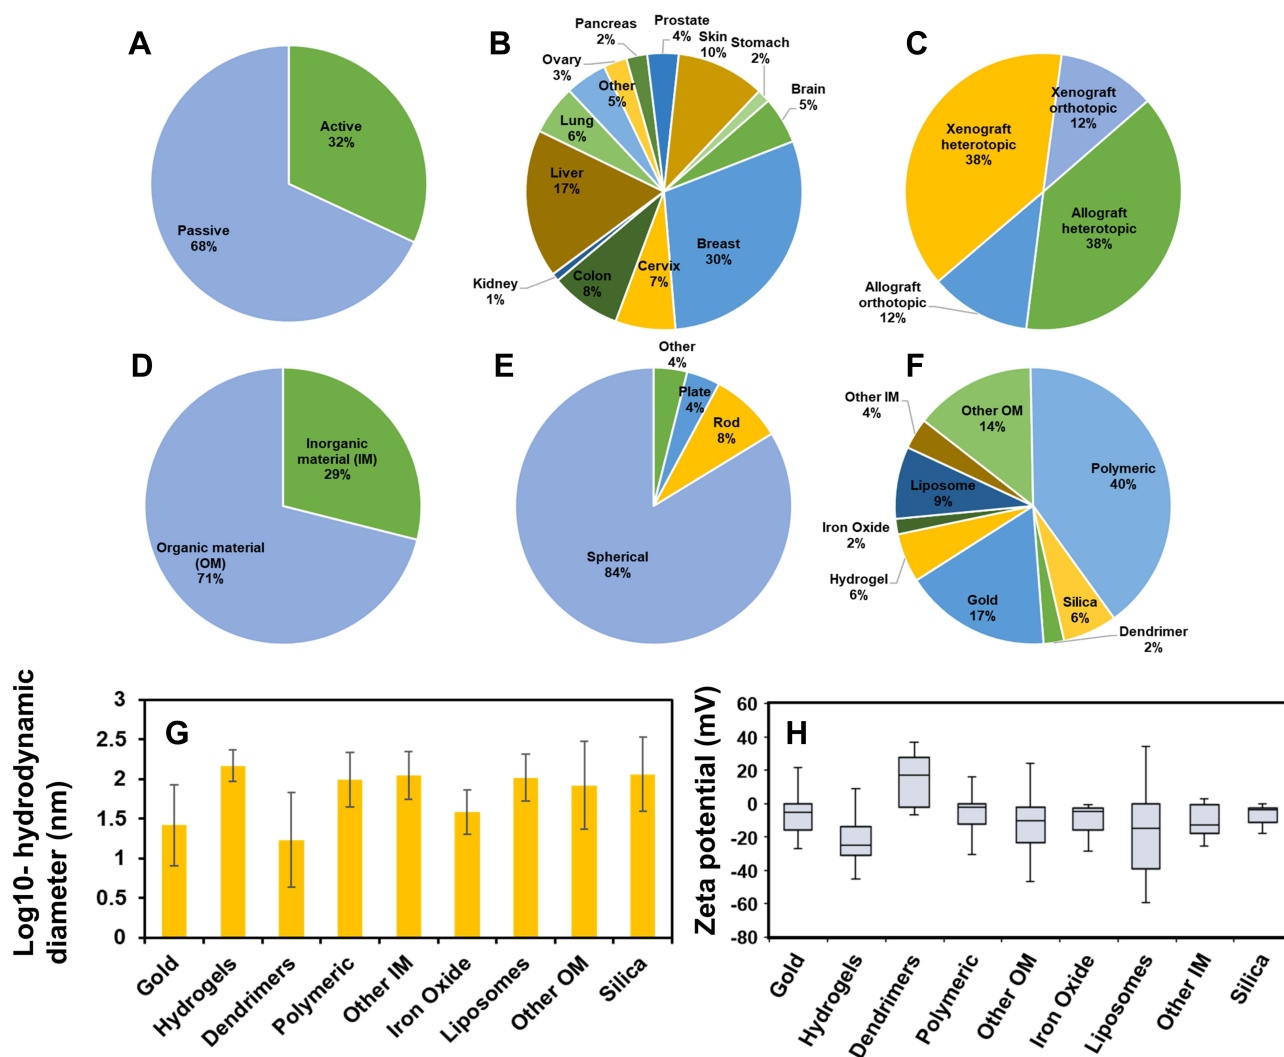 A
Active
32%
Passive
68%
B
Pancreas
2%
Prostate
4%
Skin
10%
Stomach
2%
Brain
5%
Ovary
3%
Other
5%
Lung
6%
Liver
17%
Kidney
1%
Colon
8%
Cervix
7%
Breast
30%
C
Xenograft
orthotopic
12%
Xenograft
heterotopic
38%
Allograft
heterotopic
38%
Allograft
orthotopic
12%
D
Inorganic
material (IM)
29%
Organic material
(OM)
71%
E
Other
4%
Plate
4%
Rod
8%
Spherical
84%
F
Other IM
4%
Other OM
14%
Polymeric
40%
Liposome
9%
Iron Oxide
2%
Hydrogel
6%
Gold
17%
Silica
6%
Dendrimer
2%
G
Log10- hydrodynamic
diameter (nm)
3
2.5
2
1.5
1
0.5
0
Gold
Hydrogels
Dendrimers
Polymeric
Other IM
Iron Oxide
Liposomes
Other OM
Silica
H
Zeta potential (mV)
60
40
20
0
-20
-40
-60
-80
Gold
Hydrogels
Dendrimers
Polymeric
Other OM
Iron Oxide
Liposomes
Other IM
Silica